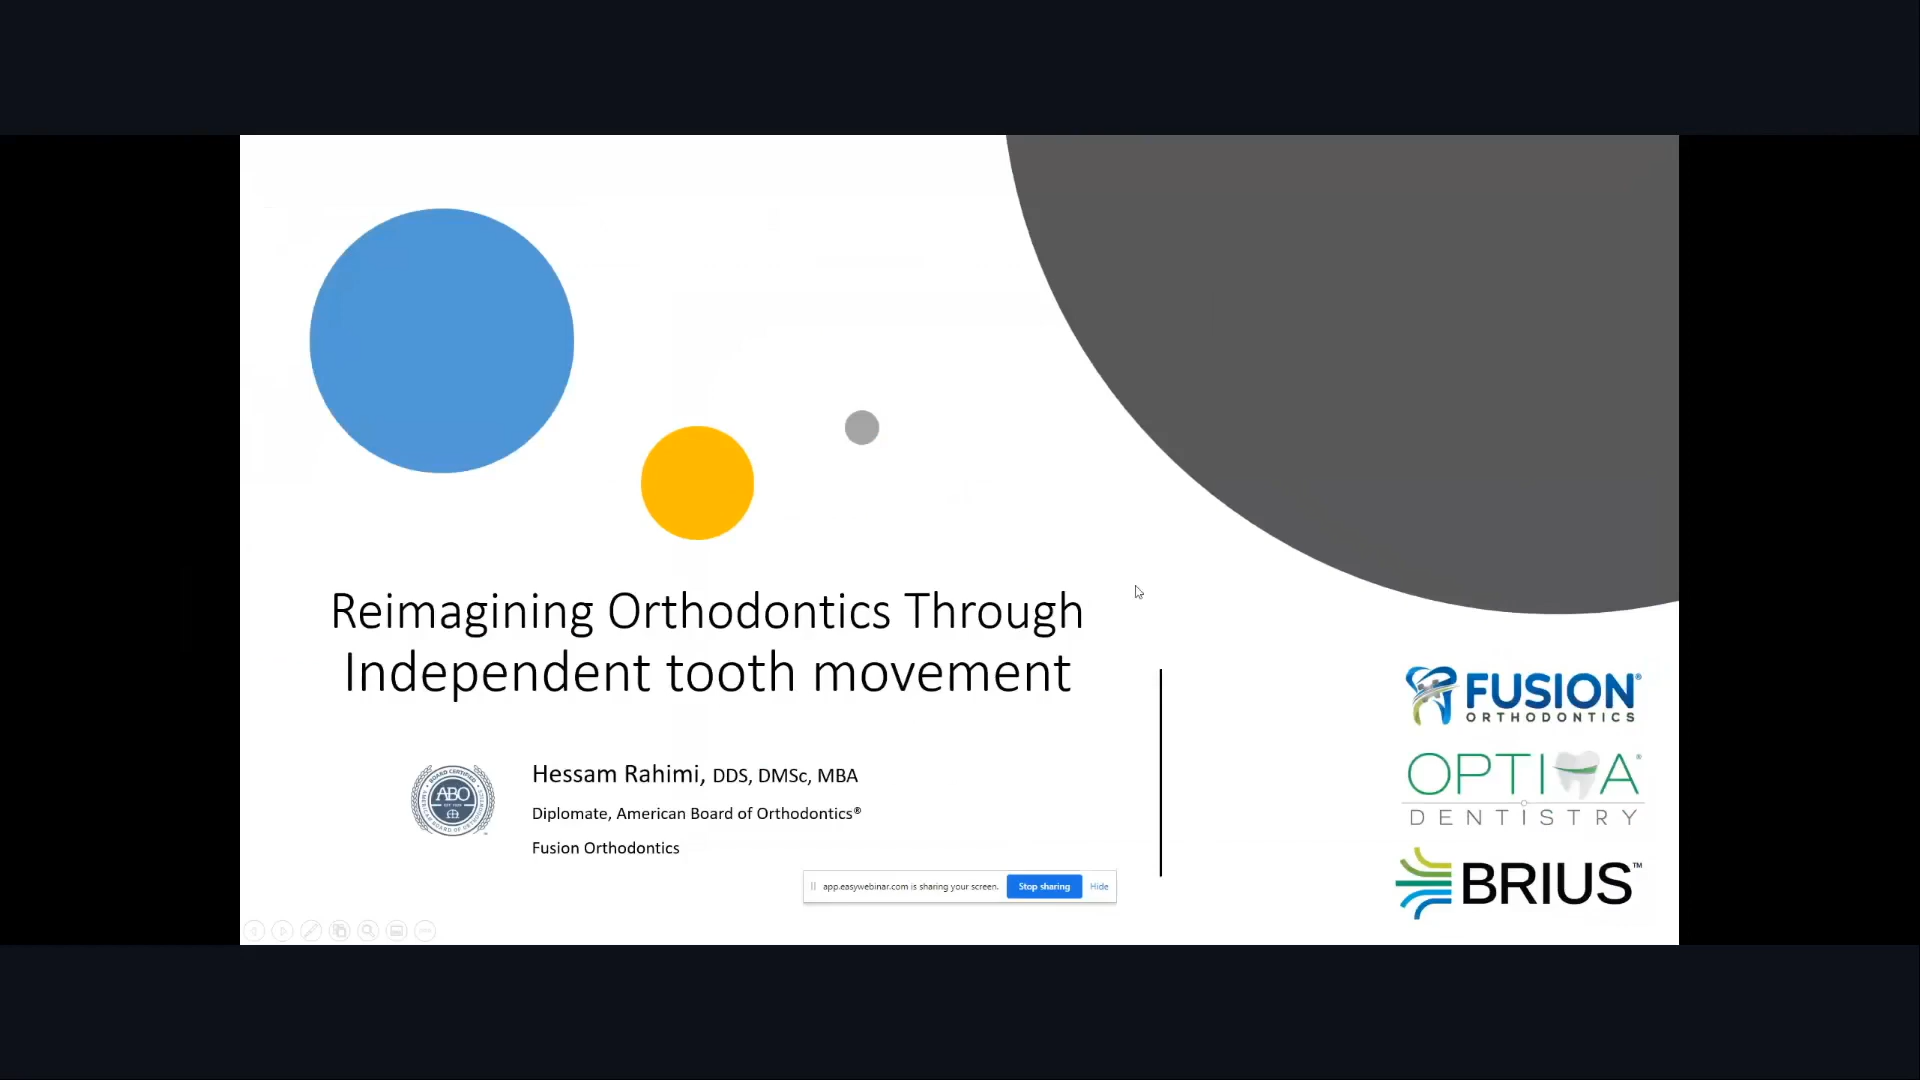 Reimagining Orthodontics Through
Independent tooth movement
ABO
Hessam Rahimi, DDS, DMSc, MBA
Diplomate, American Board of Orthodontics®
Fusion Orthodontics
app.easywebinar.com is sharing your screen.
Stop sharing
Hide
FUSION®
ORTHODONTICS
OPTIMA®
DENTISTRY
BRIUS™